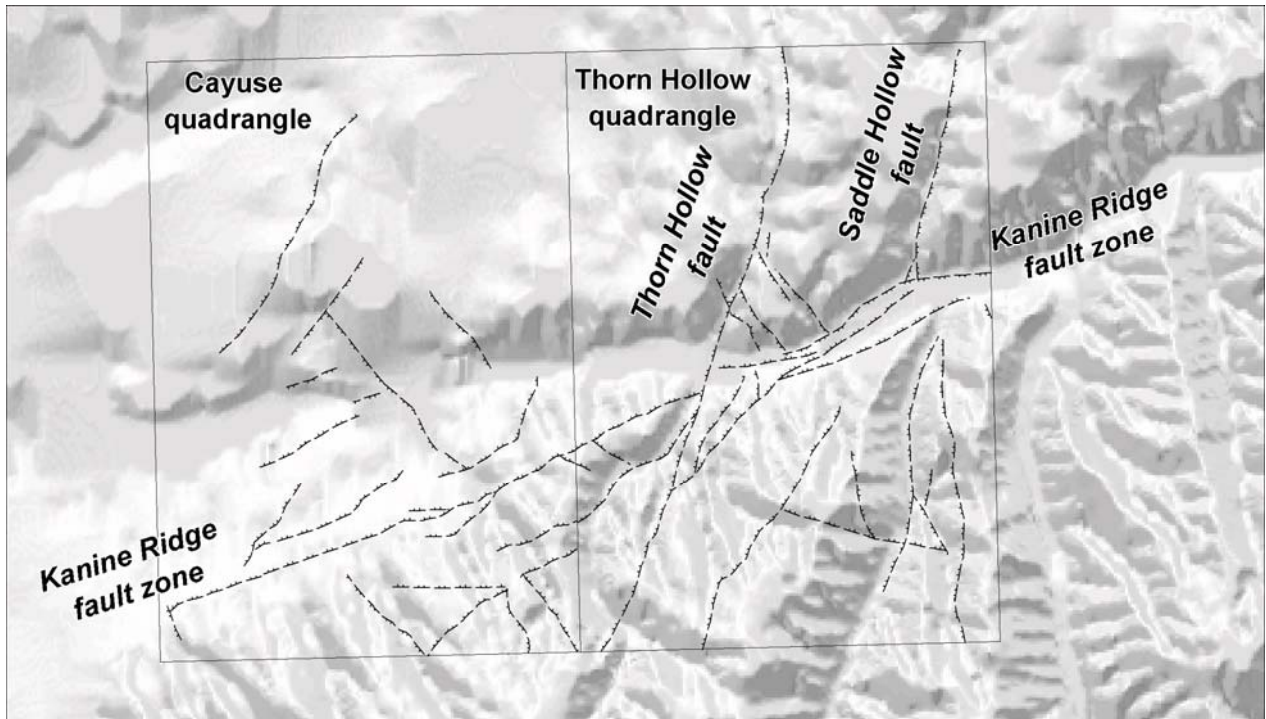 Cayuse
quadrangle
Thorn Hollow
quadrangle
Thorn Hollow
fault
Saddle Hollow
fault
Kanine Ridge
fault zone
Kanine Ridge
fault zone